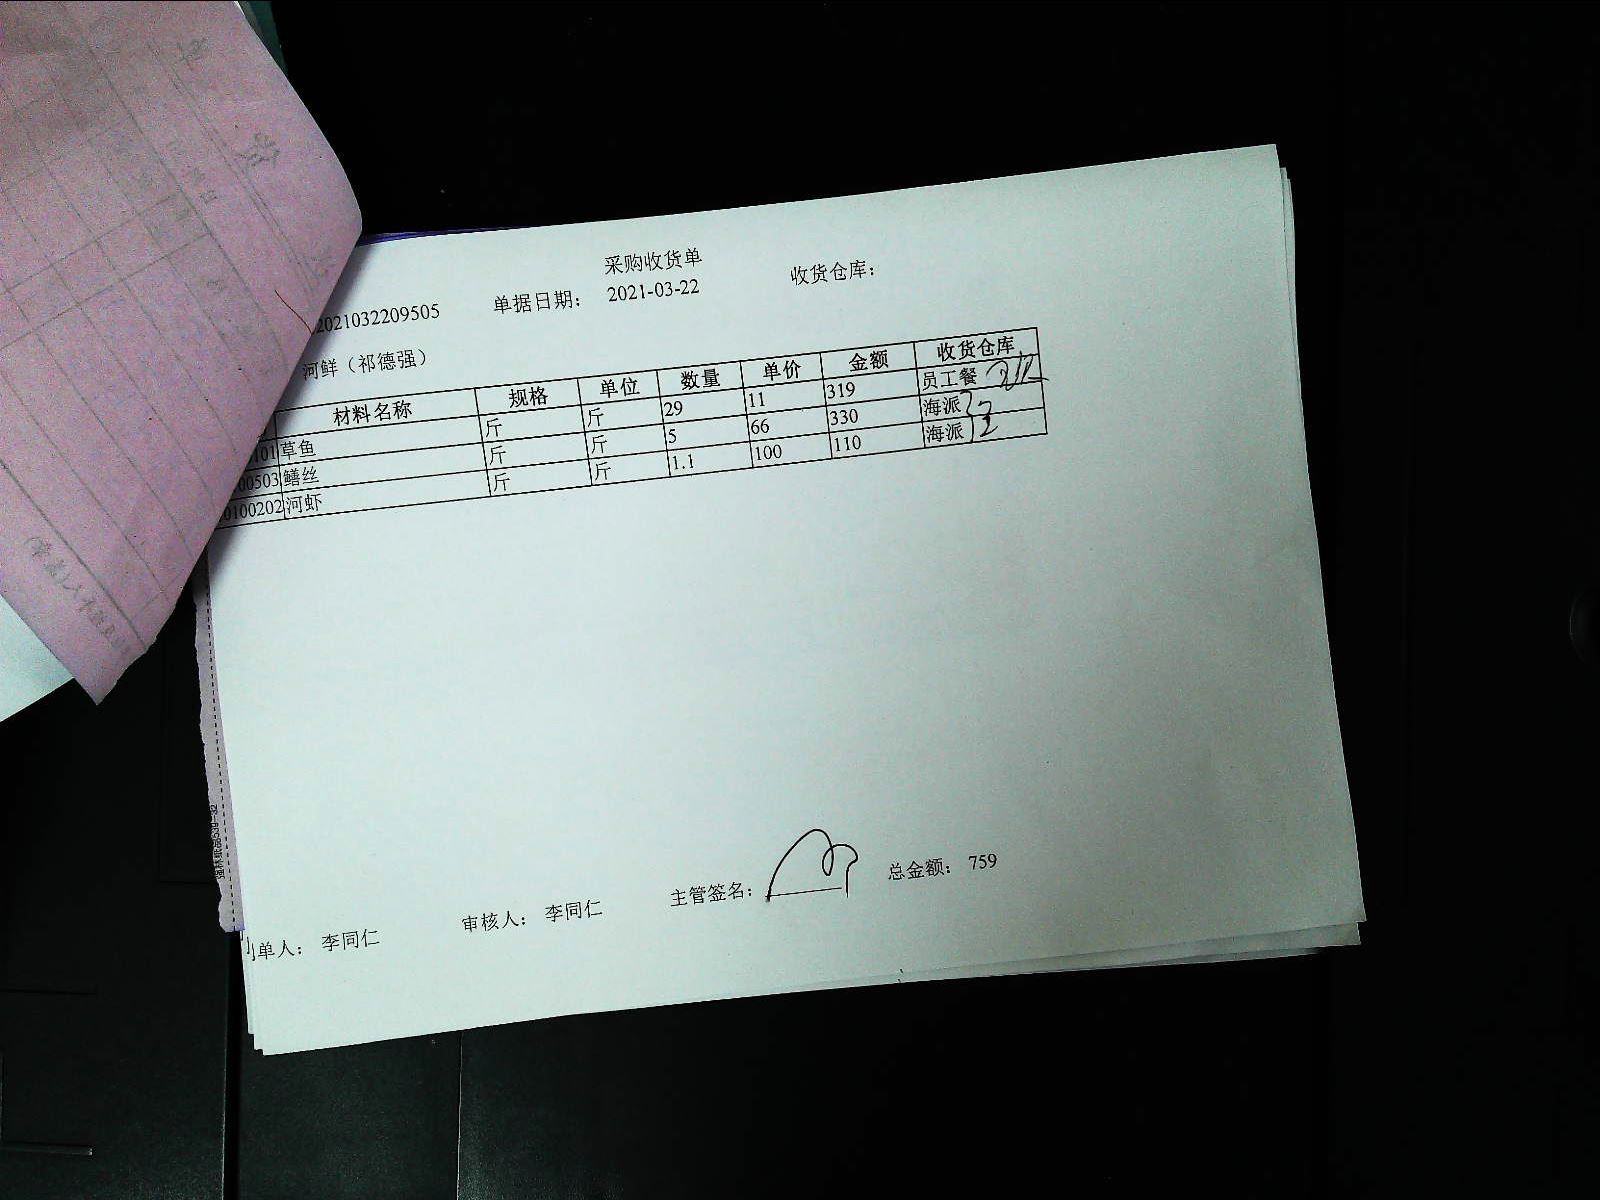 采购收货单
2021032209505 单据日期： 2021-03-22 收货仓库：
河鲜（祁德强）
材料名称 规格 单位 数量 单价 金额 收货仓库
101 草鱼 斤 斤 29 11 319 员工餐
00503 鳝丝 斤 斤 5 66 330 海派
0100202 河虾 斤 斤 1.1 100 110 海派
单人： 李同仁 审核人： 李同仁 主管签名： 总金额： 759